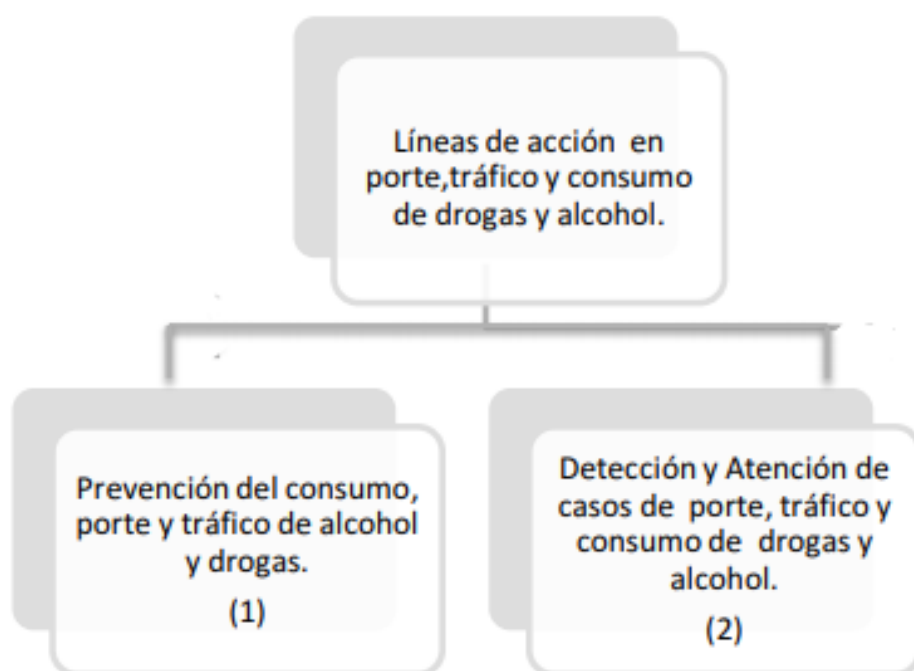 Líneas de acción en
porte,tráfico y consumo
de drogas y alcohol.
Prevención del consumo,
porte y tráfico de alcohol
y drogas.
(1)
Detección y Atención de
casos de porte, tráfico y
consumo de drogas y
alcohol.
(2)